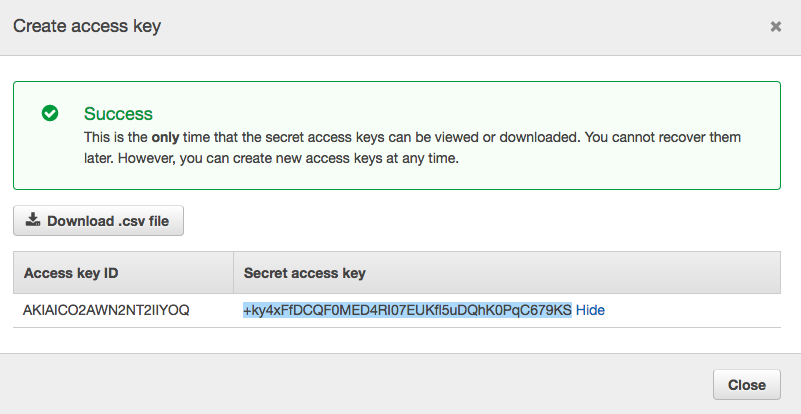 Create access key
Success
This is the only time that the secret access keys can be viewed or downloaded. You cannot recover them
later. However, you can create new access keys at any time.
Download .csv file
Access key ID Secret access key
AKIAICO2AWN2NT2IIYOQ +ky4xFfDCQF0MED4RI07EUKfl5uDQhK0PqC679KS Hide
Close